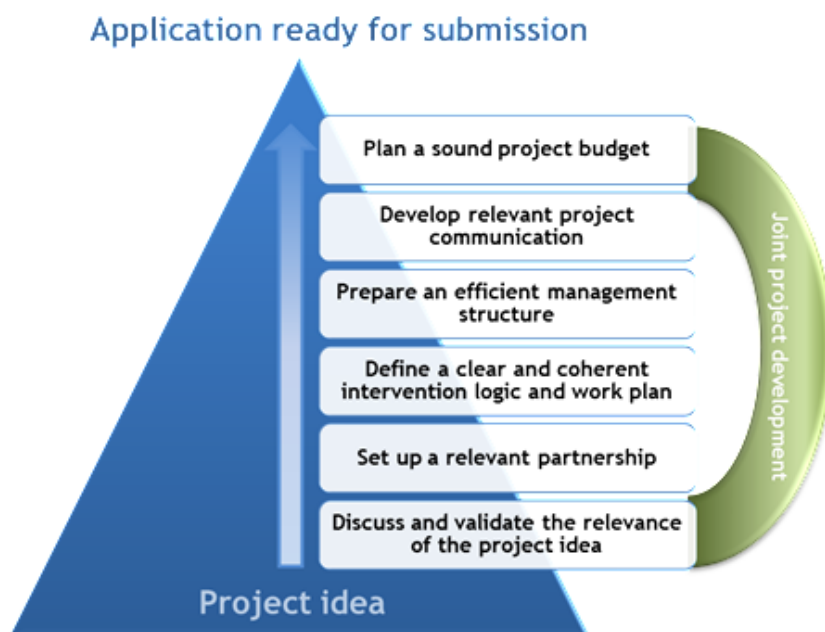 Application ready for submission
Plan a sound project budget
Develop relevant project
communication
Prepare an efficient management
structure
Define a clear and coherent
intervention logic and work plan
Set up a relevant partnership
Discuss and validate the relevance
of the project idea
Project idea
Joint project development